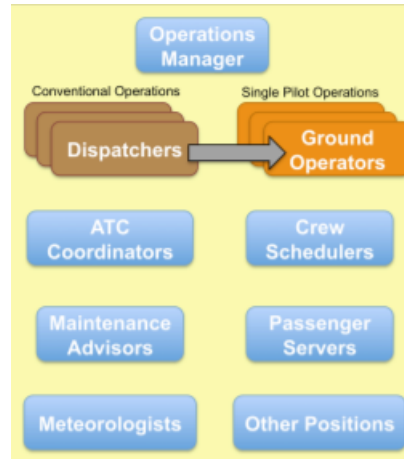 Operations
Manager
Conventional Operations
Single Pilot Operations
Dispatchers
Ground
Operators
ATC
Coordinators
Crew
Schedulers
Maintenance
Advisors
Passenger
Servers
Meteorologists
Other Positions